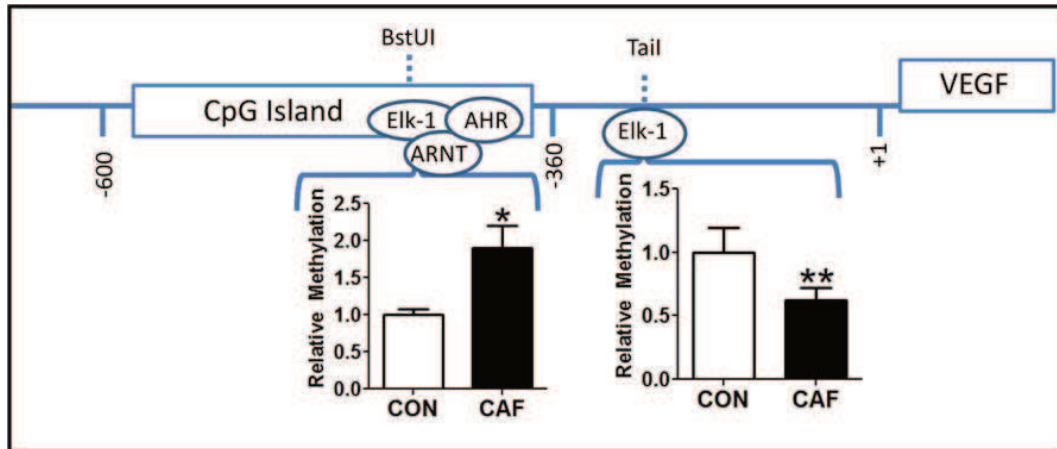 BstUI
TaiI
VEGF
CpG Island
Elk-1
AHR
ARNT
Elk-1
-600
-360
+1
Relative Methylation
2.5
2.0
1.5
1.0
0.5
0.0
*
CON
CAF
Relative Methylation
1.5
1.0
0.5
0.0
**
CON
CAF